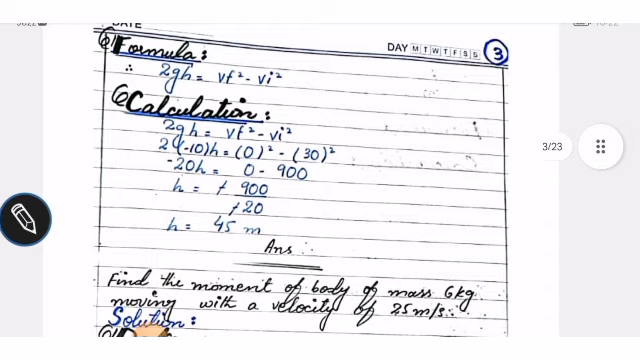 DATE
DAY M T W T F S S 3
Formula:
∴ 2gh = vf² - vi²
Calculation:
2gh = vf² - vi²
2(-10)h = (0)² - (30)²
-20h = 0 - 900
h = 900
20
h = 45 m
Ans
3/23
Find the moment of body of mass 6kg
moving with a velocity of 25m/s.
Solution: